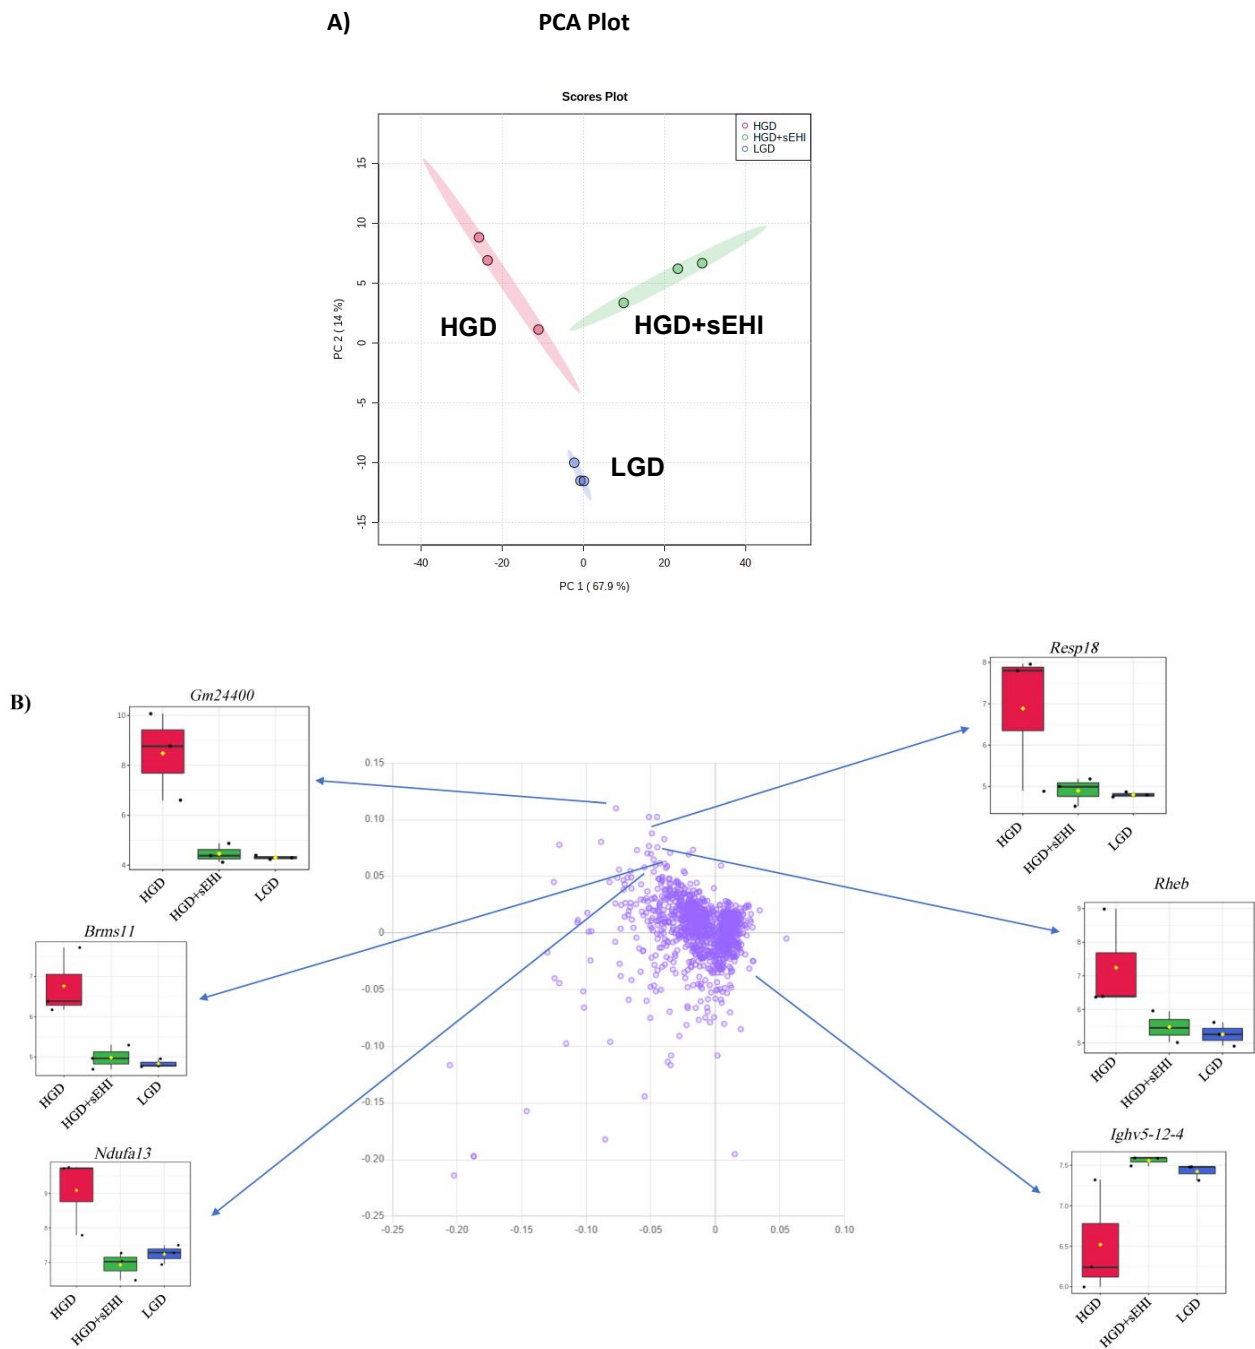 A) PCA Plot
Scores Plot
HGD
HGD+sEHI
LGD
15
10
5
0
-5
-10
-15
PC 2 ( 14 %)
HGD
HGD+sEHI
LGD
-40 -20 0 20 40
PC 1 ( 67.9 %)
B)
Gm24400
10
8
6
4
HGD HGD+sEHI LGD
Resp18
8
7
6
5
HGD HGD+sEHI LGD
Brms11
7
6
5
HGD HGD+sEHI LGD
Rheb
9
8
7
6
5
HGD HGD+sEHI LGD
Ndufa13
9
8
7
HGD HGD+sEHI LGD
Ighv5-12-4
7.5
7.0
6.5
6.0
HGD HGD+sEHI LGD
0.15
0.10
0.05
0
-0.05
-0.10
-0.15
-0.20
-0.25
-0.25 -0.20 -0.15 -0.10 -0.05 0 0.05 0.10